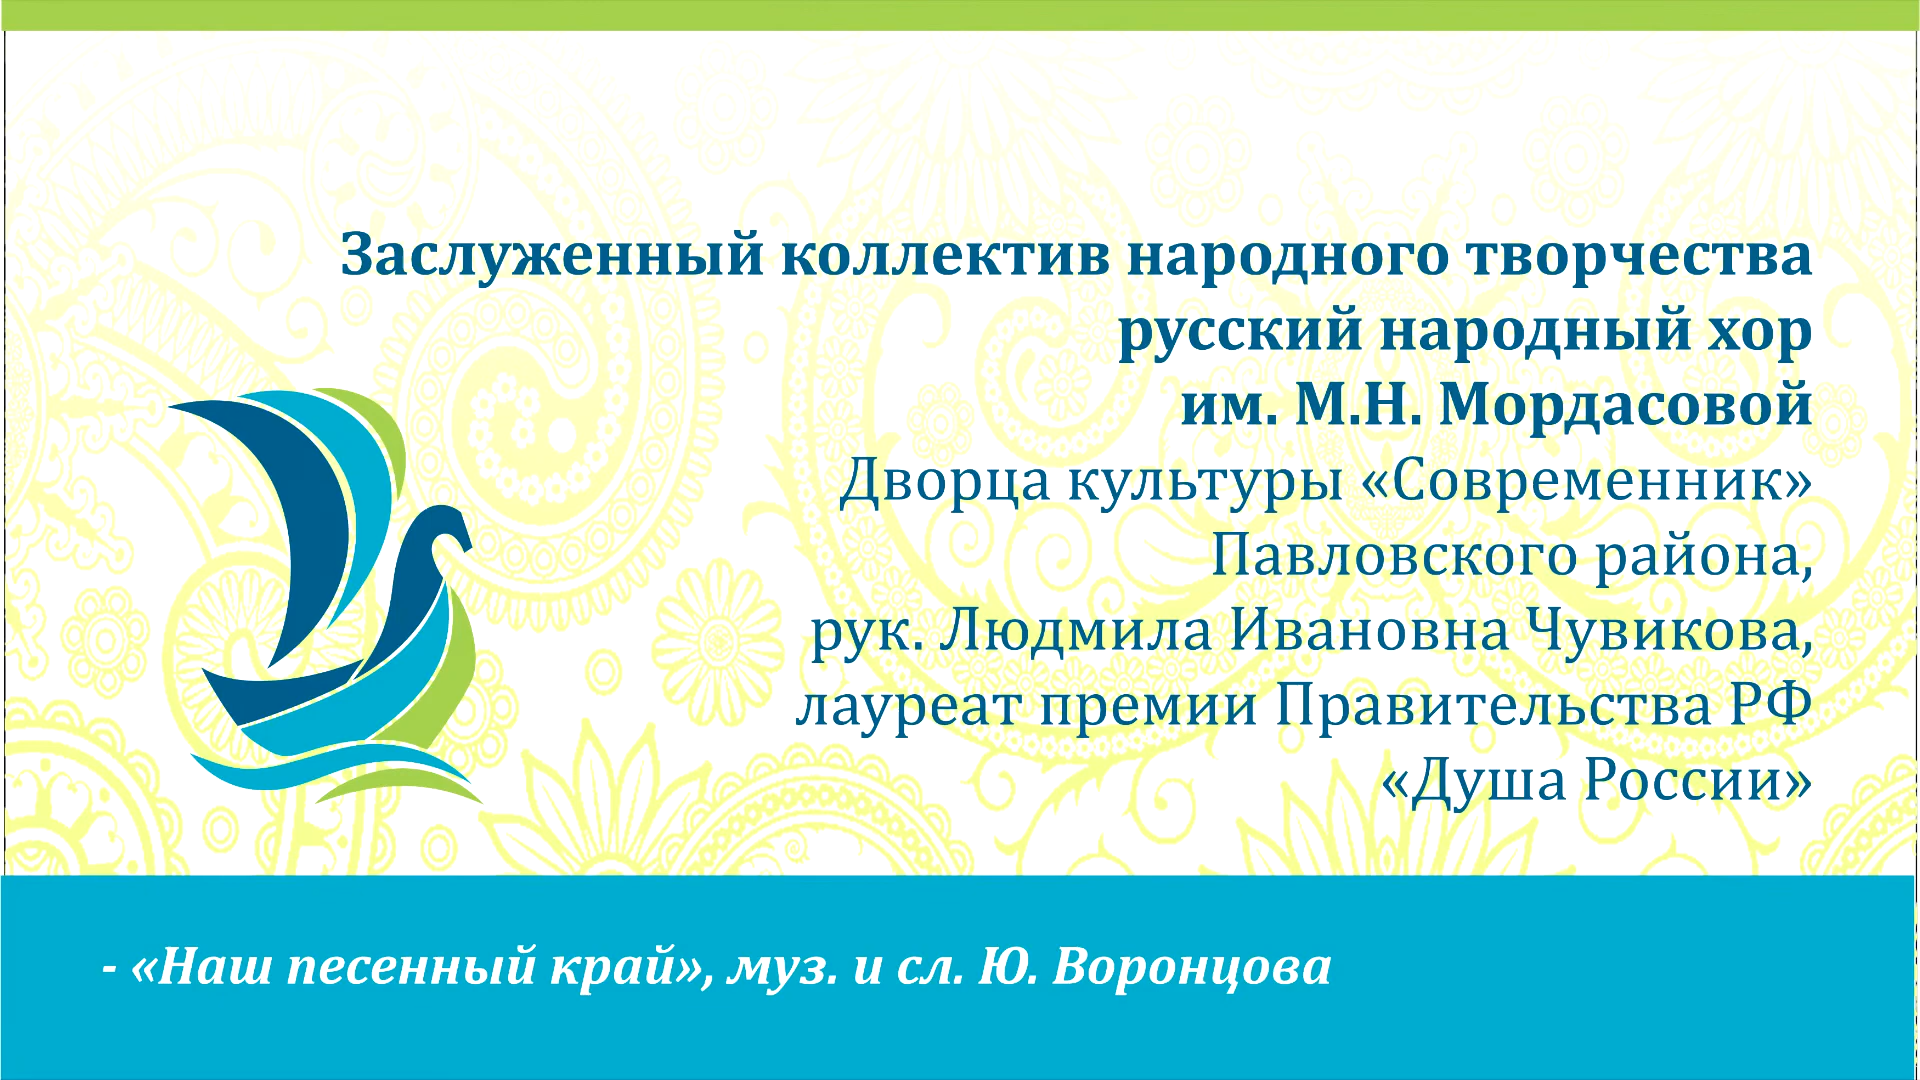 Заслуженный коллектив народного творчества
русский народный хор
им. М.Н. Мордасовой
Дворца культуры «Современник»
Павловского района,
рук. Людмила Ивановна Чувикова,
лауреат премии Правительства РФ
«Душа России»
- «Наш песенный край», муз. и сл. Ю. Воронцова